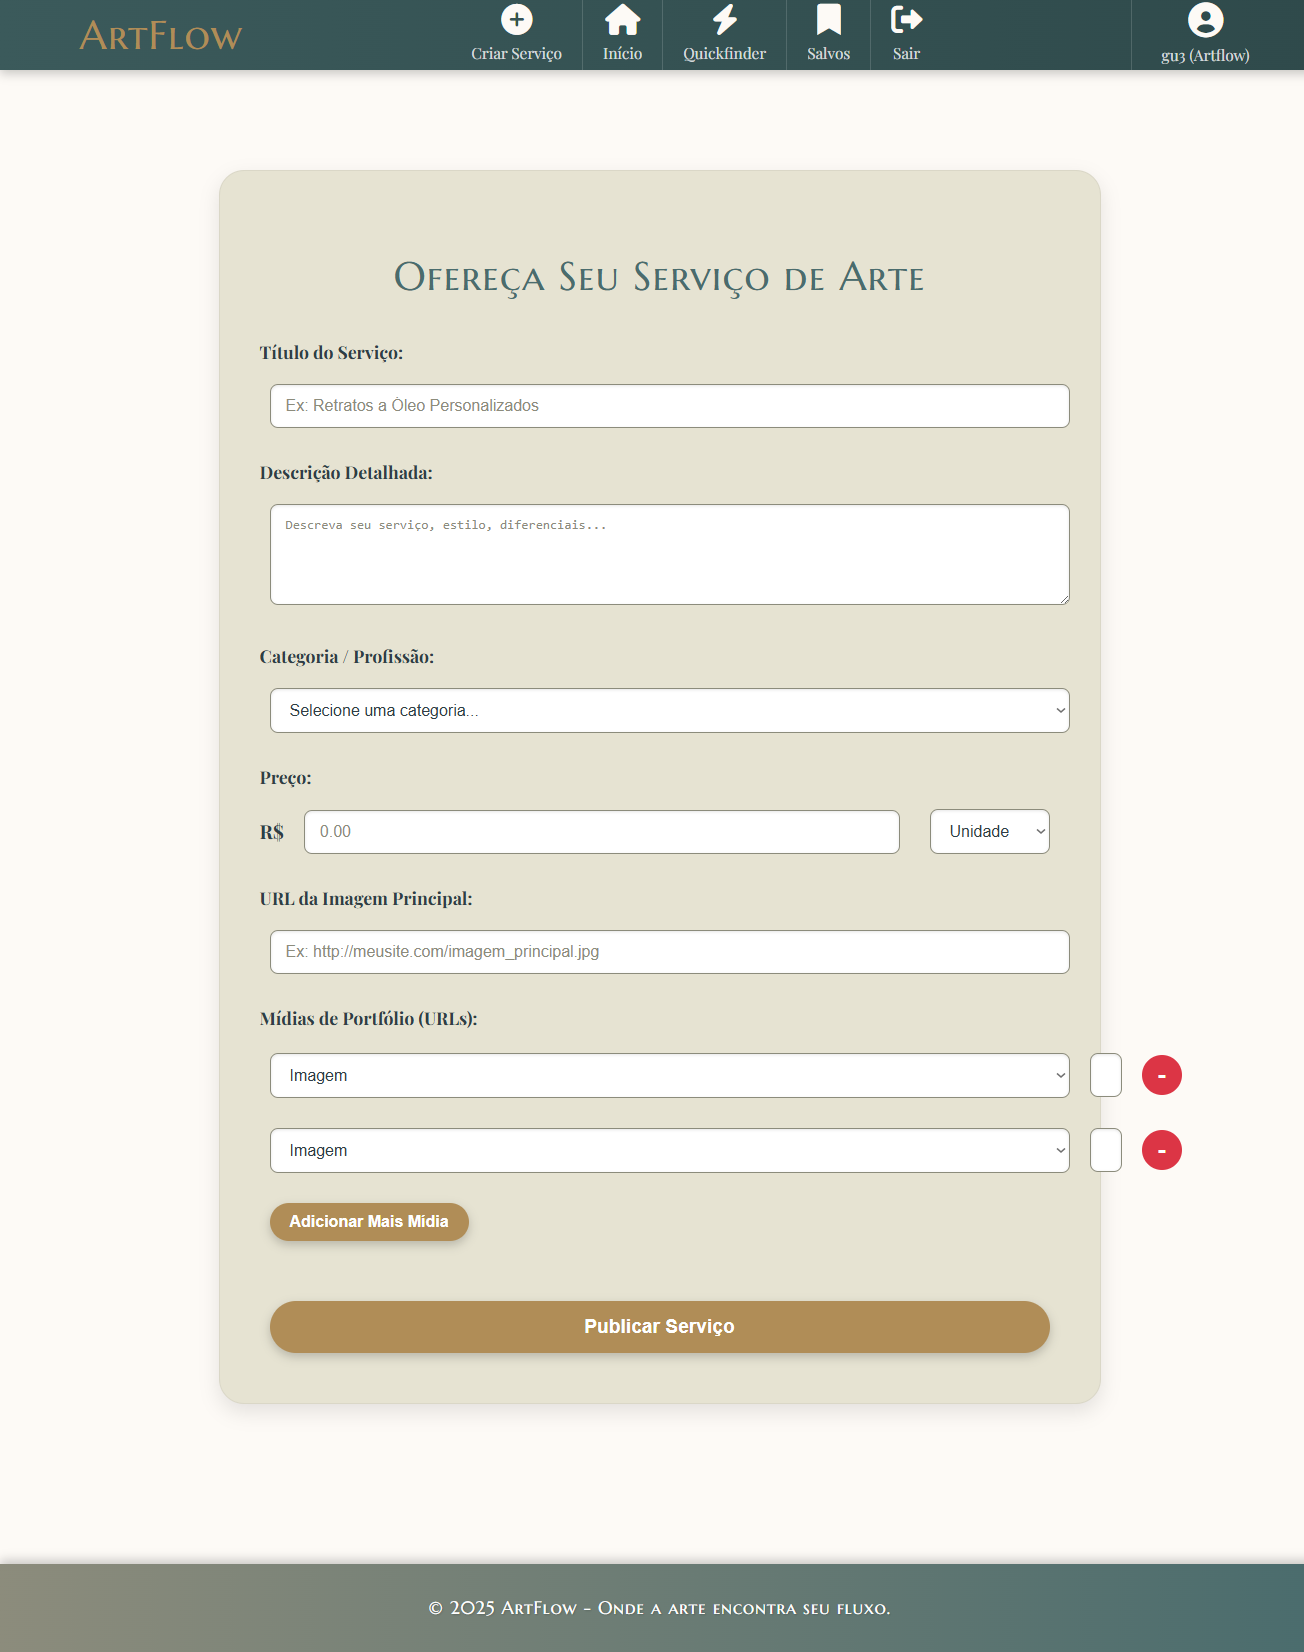 ArtFlow
Criar Serviço
Início
Quickfinder
Salvos
Sair
gu3 (Artflow)
Ofereça Seu Serviço de Arte
Título do Serviço:
Ex: Retratos a Óleo Personalizados
Descrição Detalhada:
Descreva seu serviço, estilo, diferenciais...
Categoria / Profissão:
Selecione uma categoria...
Preço:
R$ 0.00 Unidade
URL da Imagem Principal:
Ex: http://meusite.com/imagem_principal.jpg
Mídias de Portfólio (URLs):
Imagem -
Imagem -
Adicionar Mais Mídia
Publicar Serviço
© 2025 ArtFlow - Onde a arte encontra seu fluxo.